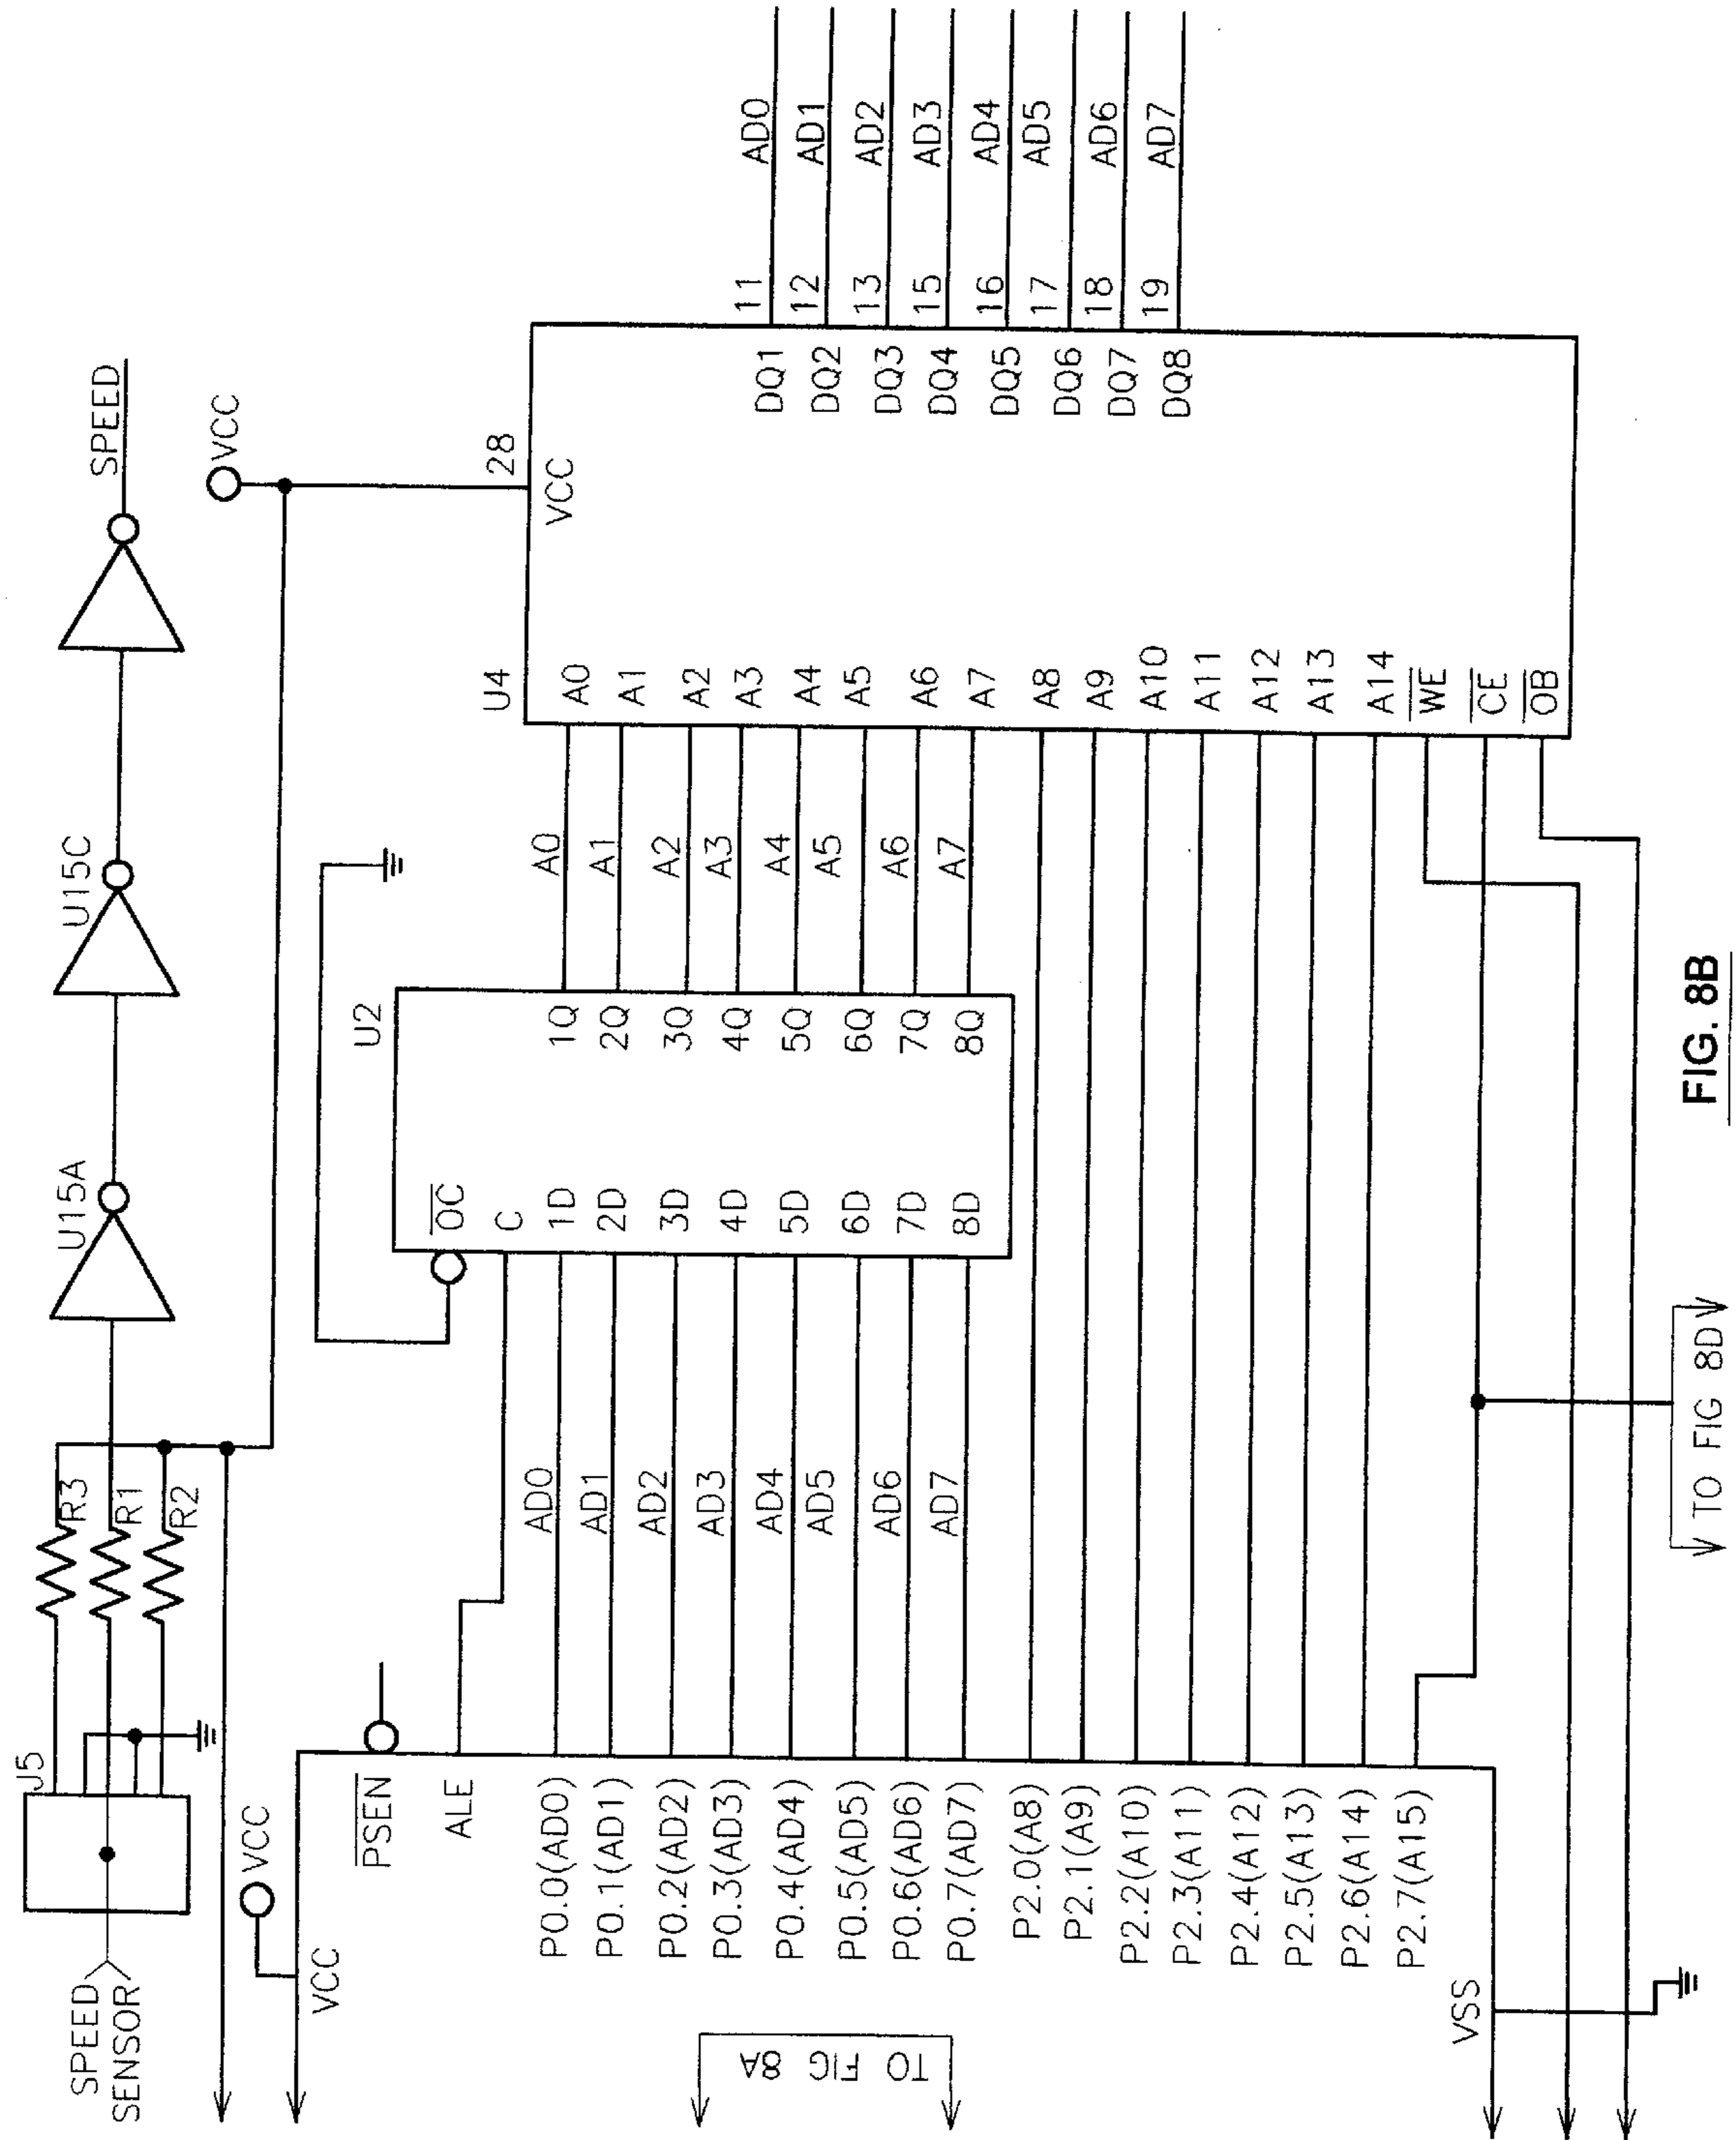 SPEED
SENSOR
J5
R3
R1
R2
U15A
U15C
SPEED
VCC
VCC
VCC
PSEN
ALE
P0.0(AD0)
P0.1(AD1)
P0.2(AD2)
P0.3(AD3)
P0.4(AD4)
P0.5(AD5)
P0.6(AD6)
P0.7(AD7)
P2.0(A8)
P2.1(A9)
P2.2(A10)
P2.3(A11)
P2.4(A12)
P2.5(A13)
P2.6(A14)
P2.7(A15)
VSS
TO FIG 8A
AD0
AD1
AD2
AD3
AD4
AD5
AD6
AD7
U2
OC
C
1D
2D
3D
4D
5D
6D
7D
8D
1Q
2Q
3Q
4Q
5Q
6Q
7Q
8Q
A0
A1
A2
A3
A4
A5
A6
A7
U4
28
VCC
A0
A1
A2
A3
A4
A5
A6
A7
A8
A9
A10
A11
A12
A13
A14
WE
CE
OB
DQ1
DQ2
DQ3
DQ4
DQ5
DQ6
DQ7
DQ8
11
12
13
15
16
17
18
19
AD0
AD1
AD2
AD3
AD4
AD5
AD6
AD7
TO FIG 8D
FIG. 8B